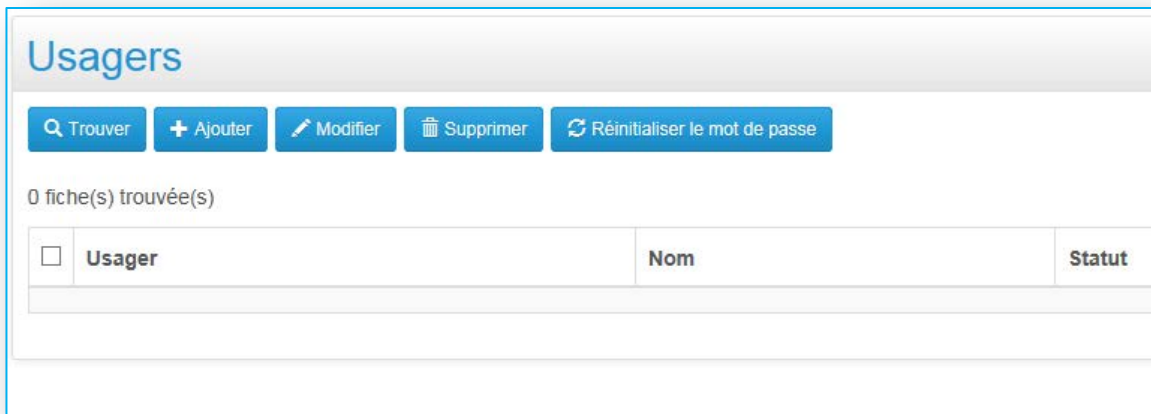 Usagers
Trouver Ajouter Modifier Supprimer Réinitialiser le mot de passe
0 fiche(s) trouvée(s)
Usager Nom Statut